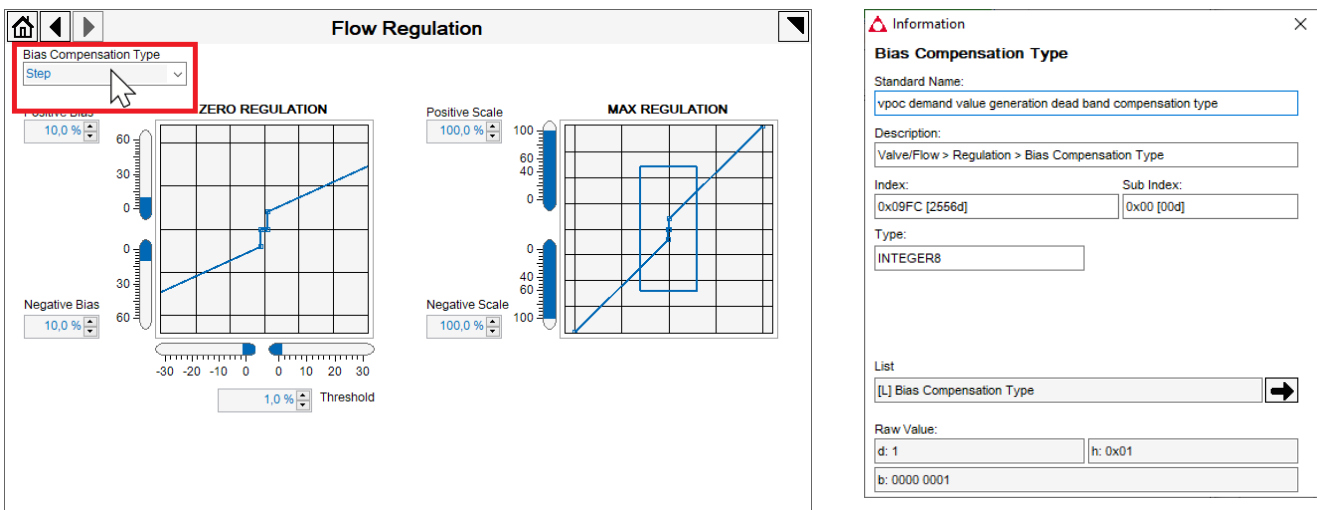 Flow Regulation
Bias Compensation Type
Step
Positive Bias
10,0 %
ZERO REGULATION
60
30
0
0
30
60
Negative Bias
10,0 %
-30 -20 -10 0 0 10 20 30
1,0 % Threshold
Positive Scale
100,0 %
MAX REGULATION
100
60
40
0
0
40
60
100
Negative Scale
100,0 %
Information
Bias Compensation Type
Standard Name:
vpoc demand value generation dead band compensation type
Description:
Valve/Flow > Regulation > Bias Compensation Type
Index: Sub Index:
0x09FC [2556d] 0x00 [00d]
Type:
INTEGER8
List
[L] Bias Compensation Type
Raw Value:
d: 1 h: 0x01
b: 0000 0001